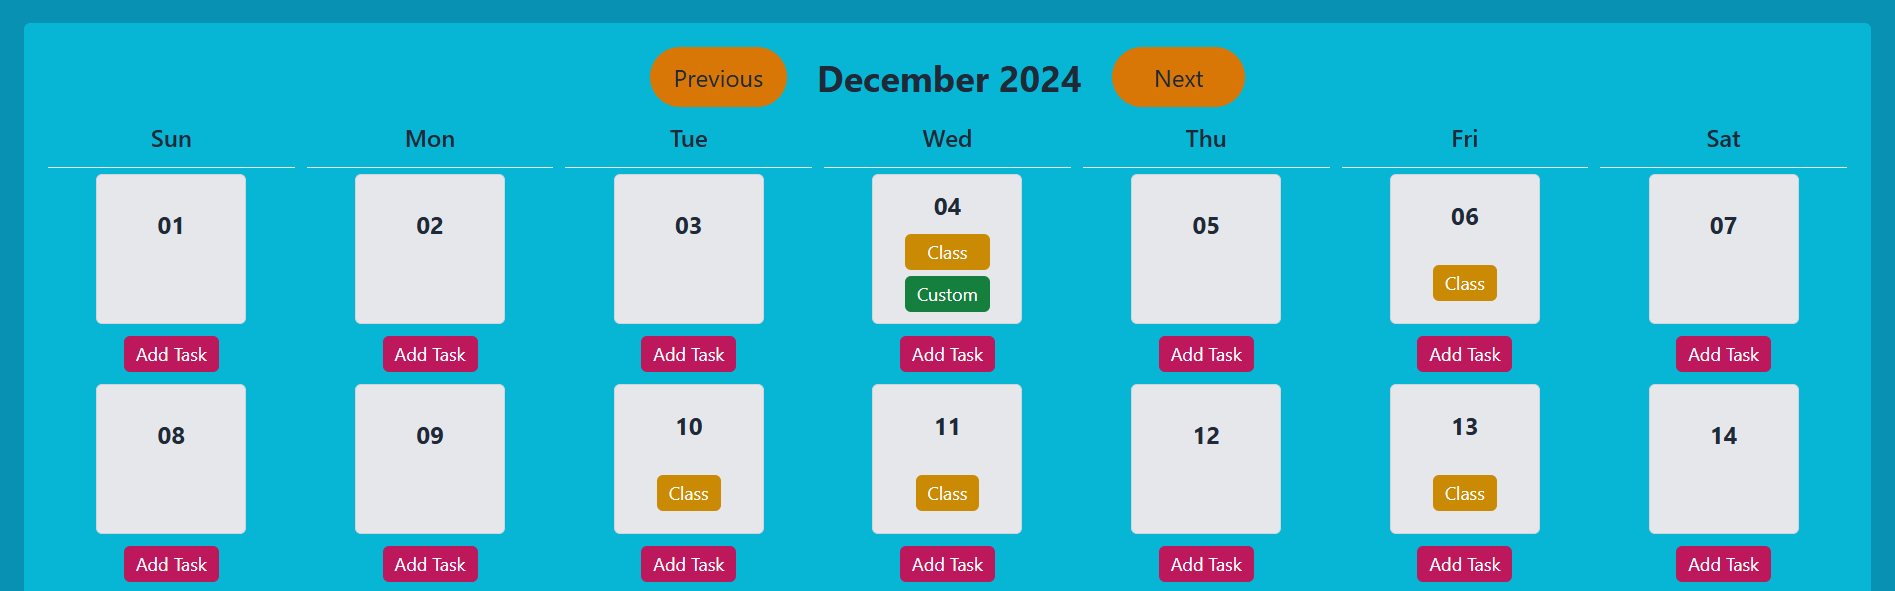 Previous December 2024 Next
Sun Mon Tue Wed Thu Fri Sat
01 02 03 04 05 06 07
Class
Custom
Class
Add Task Add Task Add Task Add Task Add Task Add Task Add Task
08 09 10 11 12 13 14
Class Class Class
Add Task Add Task Add Task Add Task Add Task Add Task Add Task